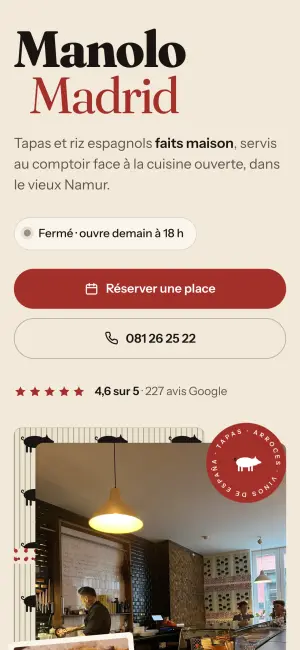 Manolo
Madrid
Tapas et riz espagnols faits maison, servis
au comptoir face à la cuisine ouverte, dans
le vieux Namur.
Fermé · ouvre demain à 18 h
Réserver une place
081 26 25 22
4,6 sur 5 · 227 avis Google
TAPAS · ARROCES · VINOS DE ESPAÑA ·